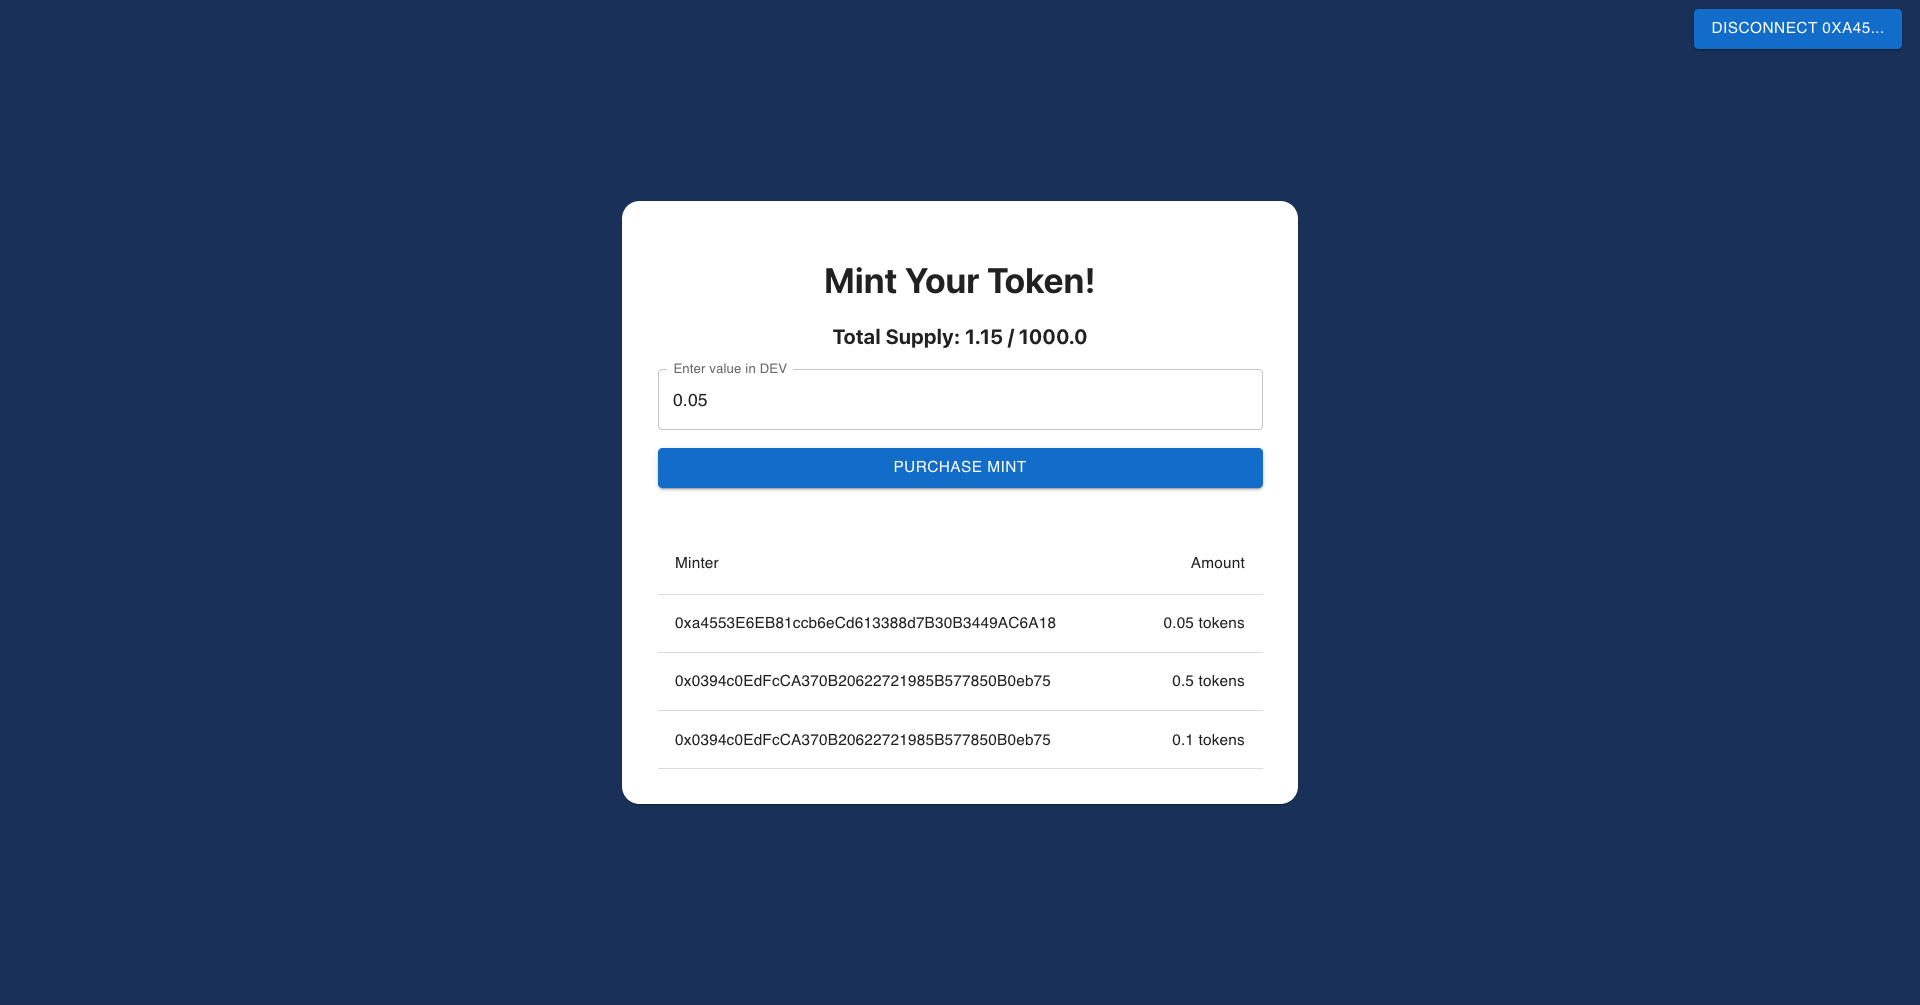 DISCONNECT 0XA45...
Mint Your Token!
Total Supply: 1.15 / 1000.0
Enter value in DEV
0.05
PURCHASE MINT
Minter Amount
0xa4553E6EB81ccb6eCd613388d7B30B3449AC6A18 0.05 tokens
0x0394c0EdFcCA370B20622721985B577850B0eb75 0.5 tokens
0x0394c0EdFcCA370B20622721985B577850B0eb75 0.1 tokens